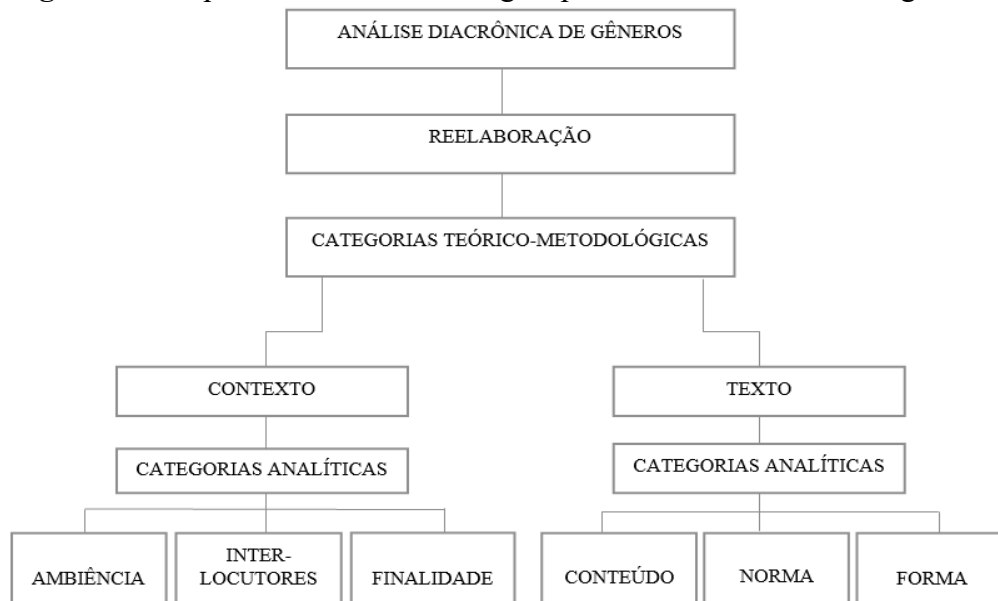 ANÁLISE DIACRÔNICA DE GÊNEROS
REELABORAÇÃO
CATEGORIAS TEÓRICO-METODOLÓGICAS
CONTEXTO
TEXTO
CATEGORIAS ANALÍTICAS
CATEGORIAS ANALÍTICAS
AMBIÊNCIA
INTER-
LOCUTORES
FINALIDADE
CONTEÚDO
NORMA
FORMA